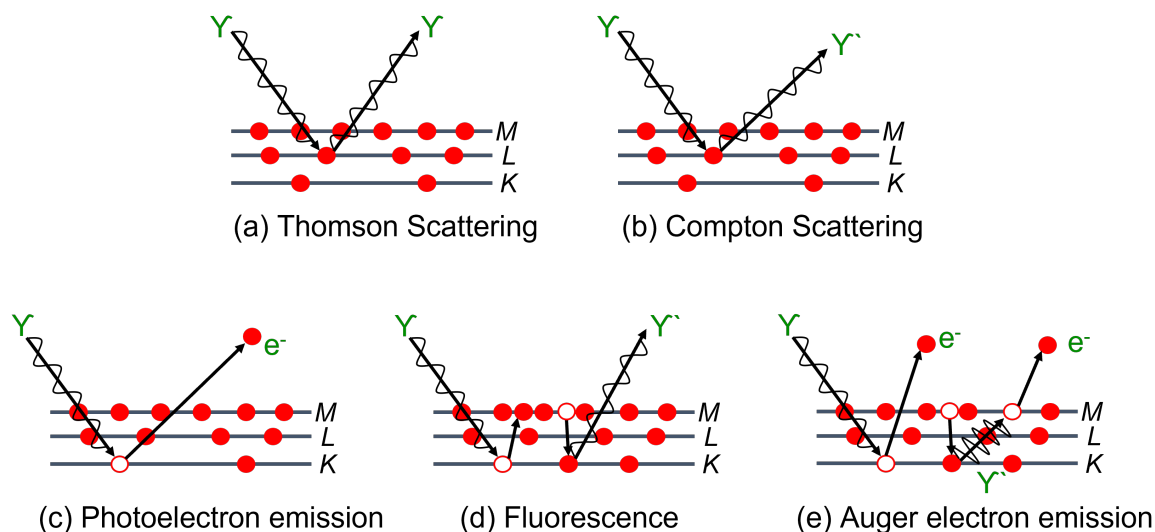 ϒ ϒ ϒ ϒ``
M M
L L
K K
(a) Thomson Scattering (b) Compton Scattering
ϒ e- ϒ ϒ`` ϒ e- e-
M M M
L L L
K K K
ϒ``
(c) Photoelectron emission (d) Fluorescence (e) Auger electron emission